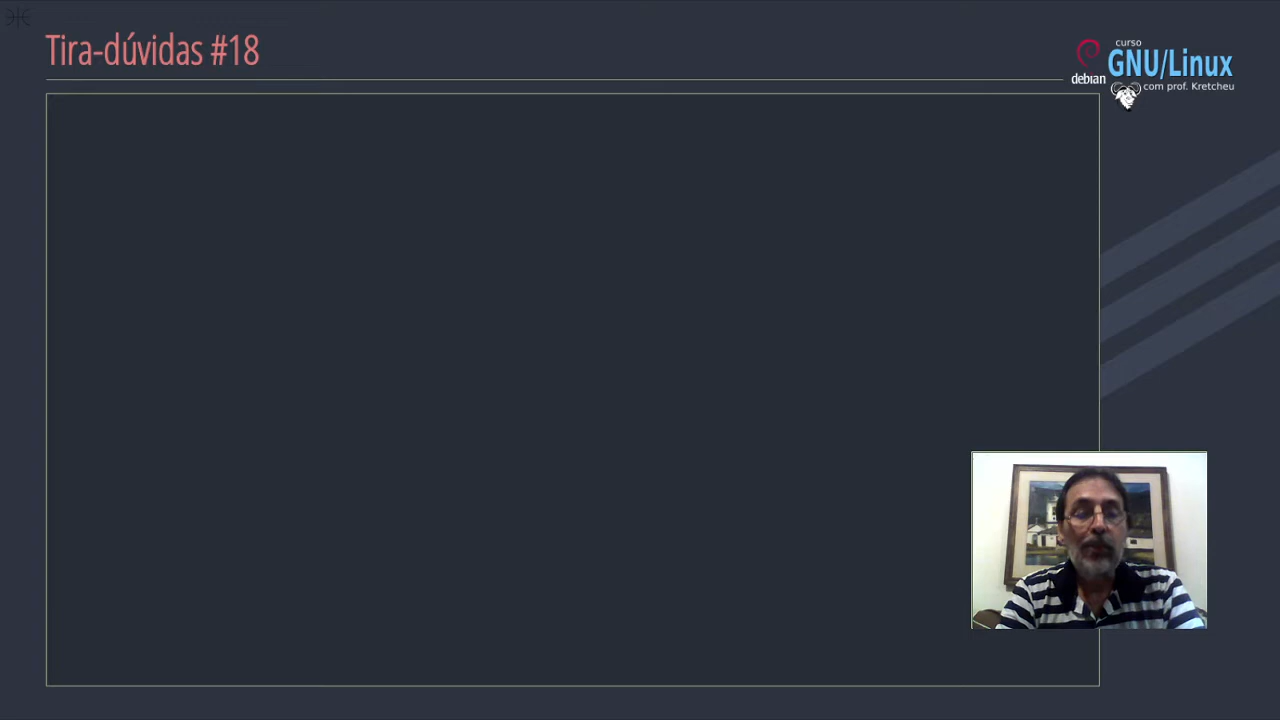 Tira-dúvidas #18
curso
GNU/Linux
debian
com prof. Kretcheu